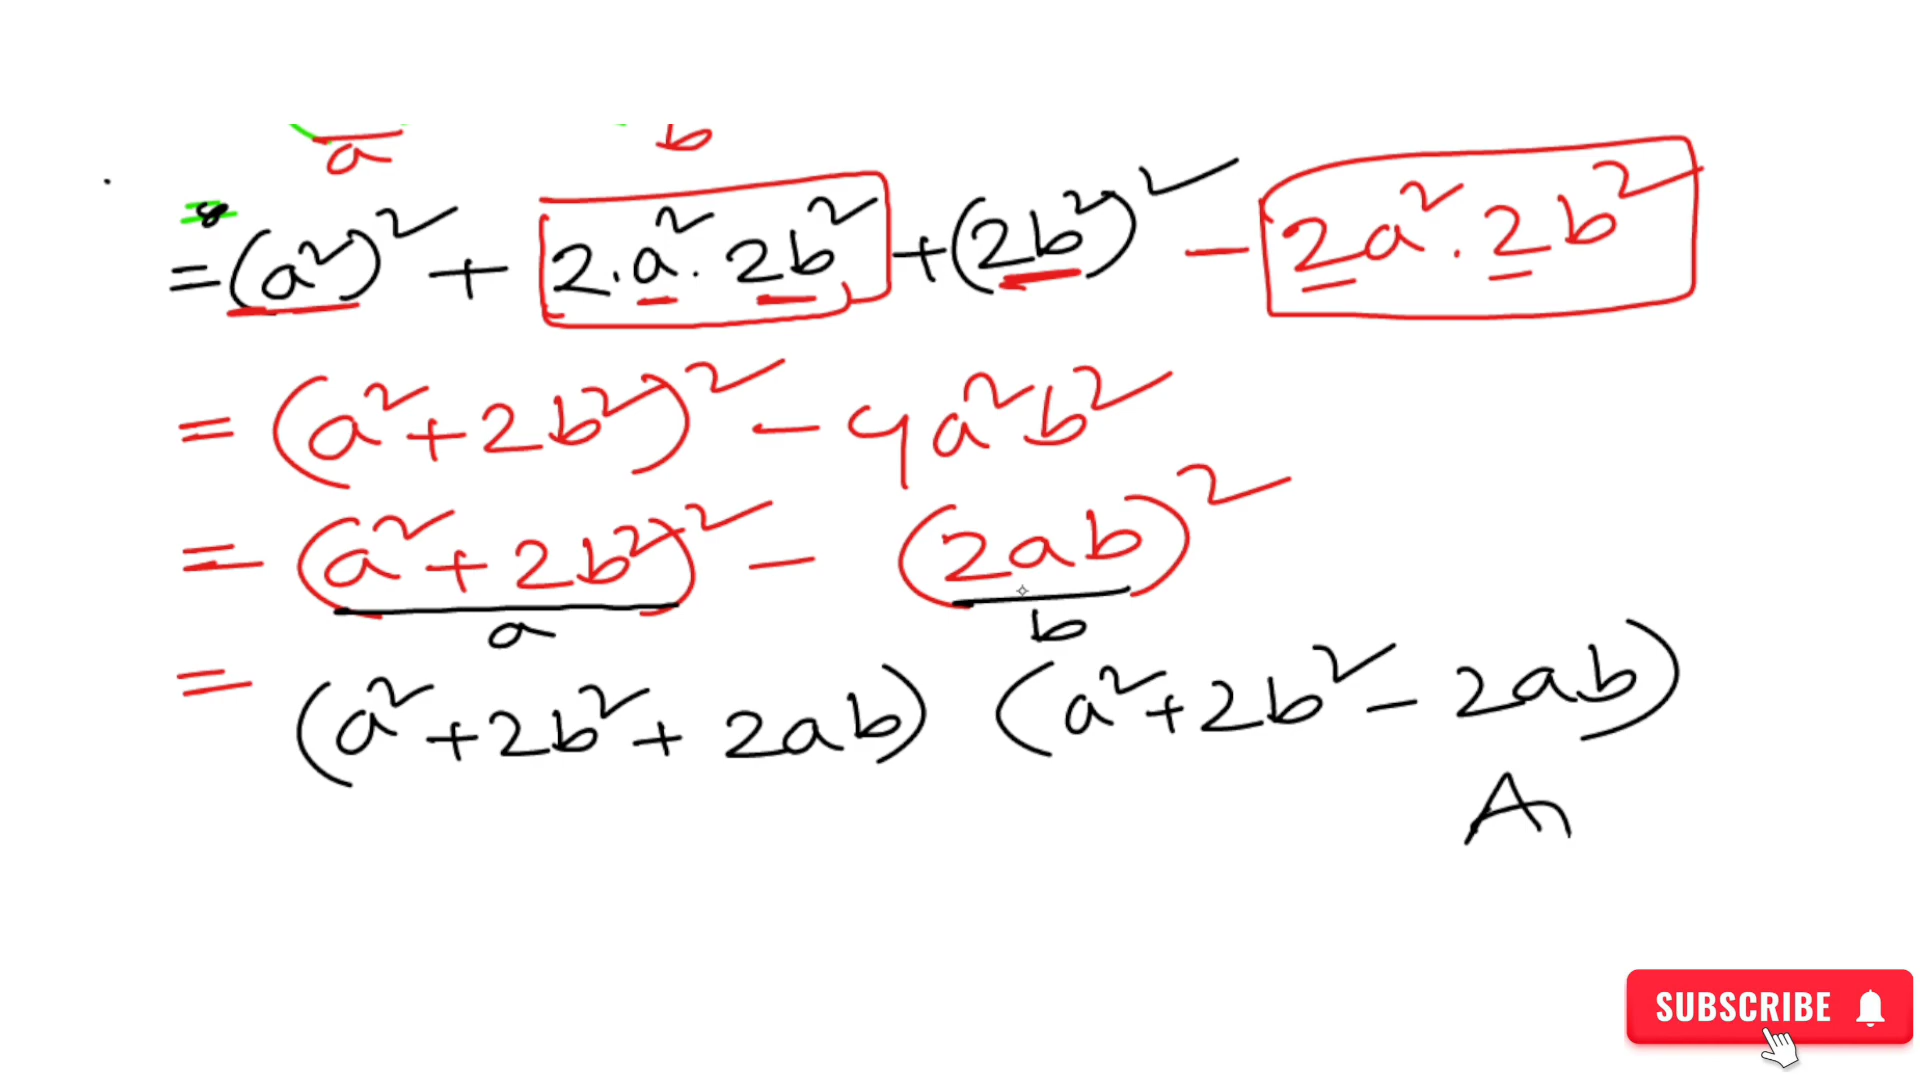 a b
= (a²)² + 2.a².2b² + (2b²)² - 2a².2b²
= (a²+2b²)² - 4a²b²
= (a²+2b²)² - (2ab)²
a b
= (a²+2b²+2ab) (a²+2b²-2ab)
A
SUBSCRIBE